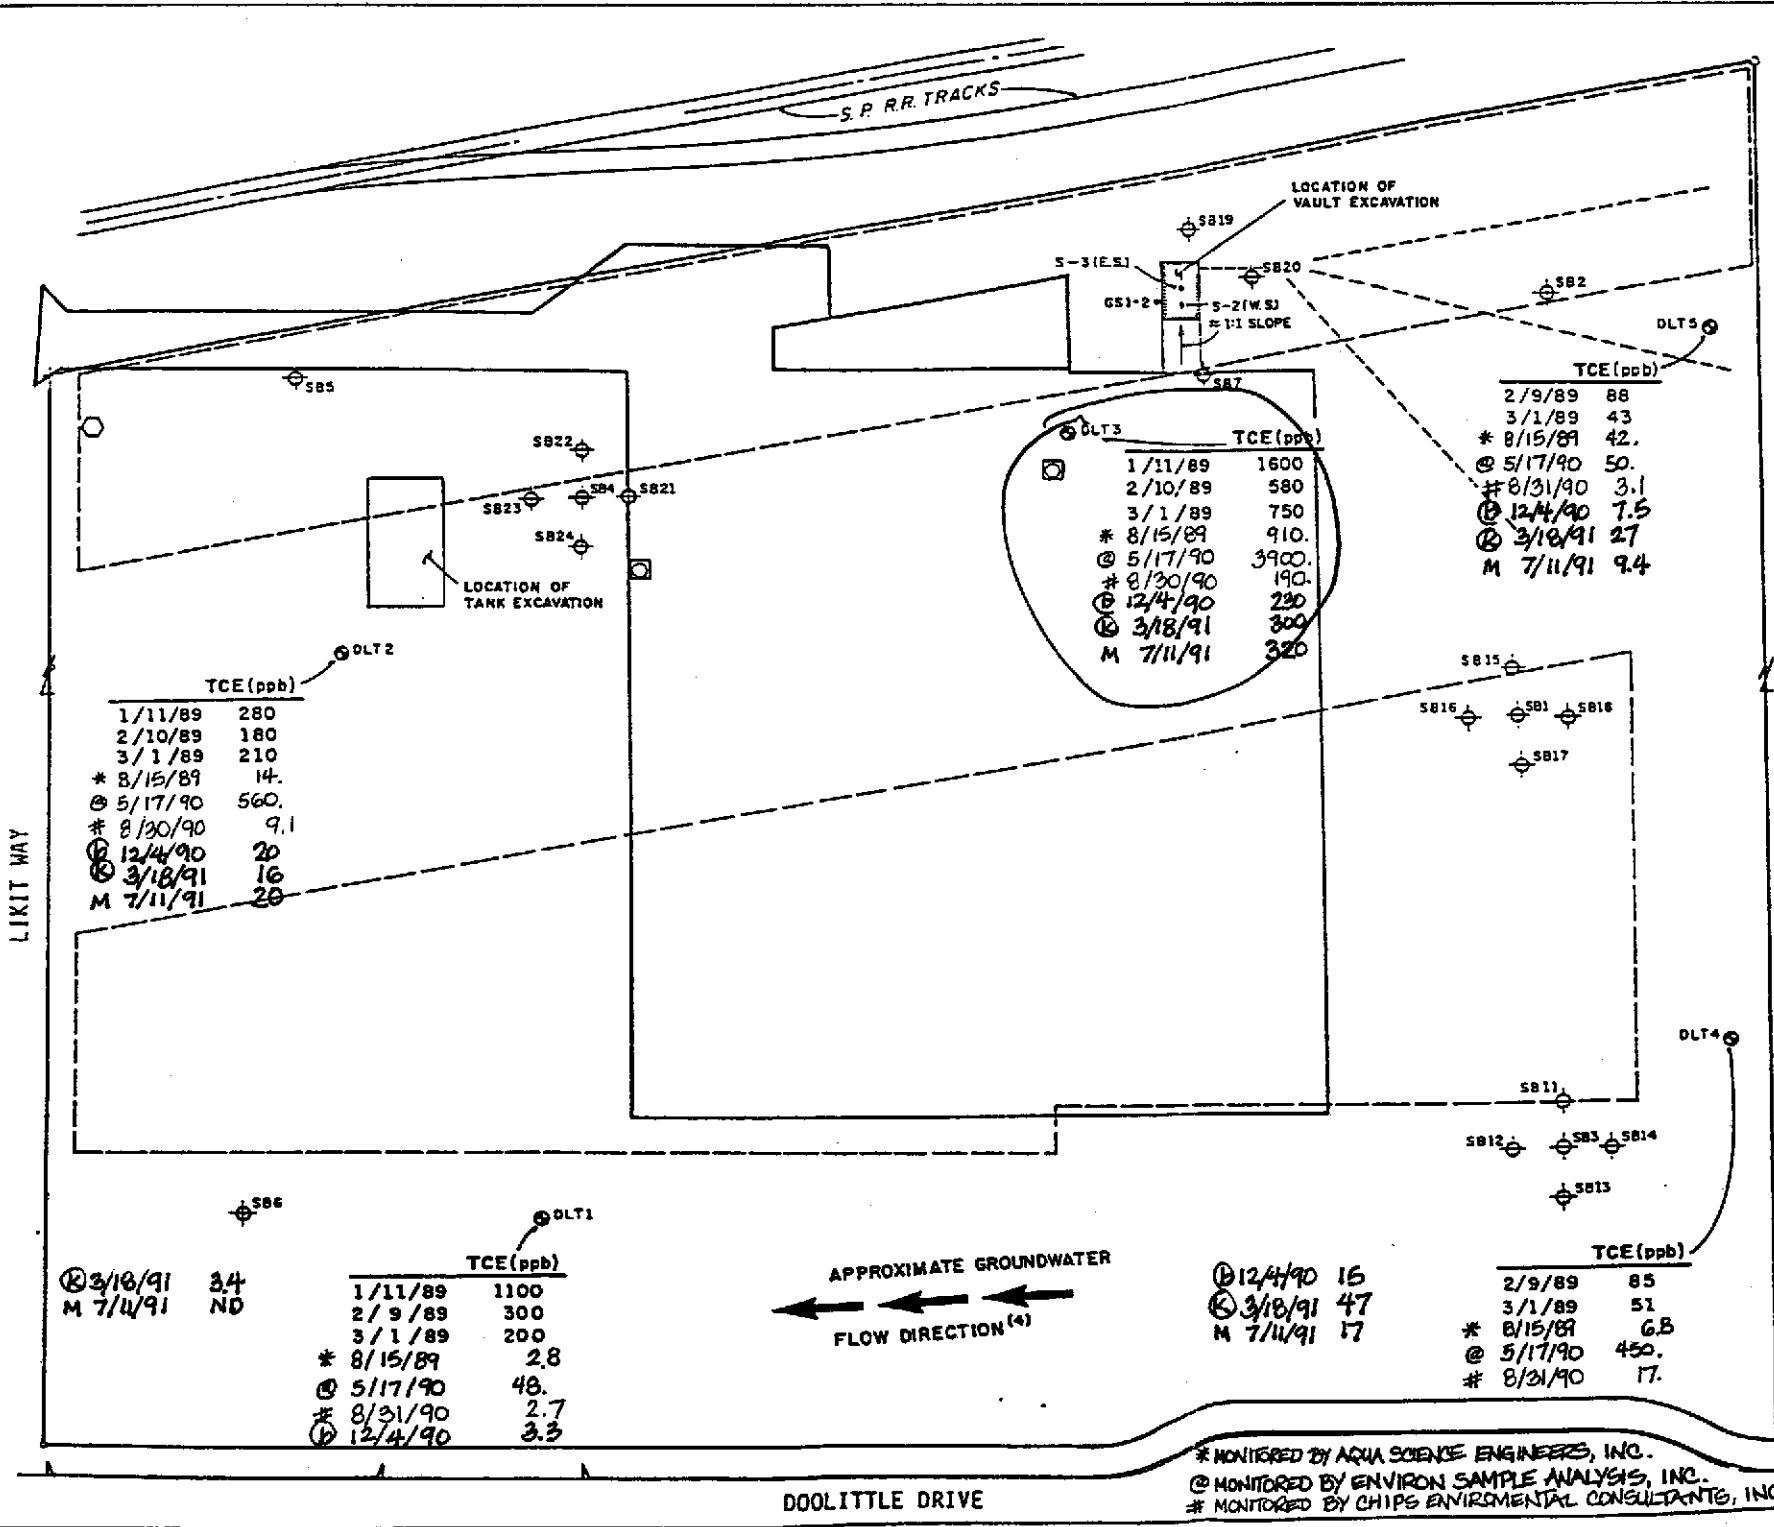 S.P. R.R. TRACKS
LOCATION OF
VAULT EXCAVATION
SB19
S-3(E.S.)
SB20
SB2
GS1-2
S-2(W.S.)
≈ 1:1 SLOPE
DLT5
SB5
SB7
TCE(ppb)
2/9/89 88
3/1/89 43
* 8/15/89 42.
@ 5/17/90 50.
# 8/31/90 3.1
ⓑ 12/4/90 7.5
Ⓚ 3/18/91 27
M 7/11/91 9.4
DLT3
TCE(ppb)
1/11/89 1600
2/10/89 580
3/1/89 750
* 8/15/89 910.
@ 5/17/90 3900.
# 8/30/90 190.
ⓑ 12/4/90 230
Ⓚ 3/18/91 300
M 7/11/91 320
SB22
SB23
SB4
SB21
SB24
LOCATION OF
TANK EXCAVATION
DLT2
TCE(ppb)
1/11/89 280
2/10/89 180
3/1/89 210
* 8/15/89 14.
@ 5/17/90 560.
# 8/30/90 9.1
ⓑ 12/4/90 20
Ⓚ 3/18/91 16
M 7/11/91 20
SB15
SB16
SB1
SB18
SB17
LIKIT WAY
DLT4
SB11
SB12
SB3
SB14
SB13
SB6
DLT1
TCE(ppb)
1/11/89 1100
2/9/89 300
3/1/89 200
* 8/15/89 2.8
@ 5/17/90 48.
# 8/31/90 2.7
ⓑ 12/4/90 3.3
Ⓚ 3/18/91 3.4
M 7/11/91 ND
APPROXIMATE GROUNDWATER
FLOW DIRECTION (4)
TCE(ppb)
2/9/89 85
3/1/89 51
* 8/15/89 6.8
@ 5/17/90 450.
# 8/31/90 17.
ⓑ 12/4/90 15
Ⓚ 3/18/91 47
M 7/11/91 17
* MONITORED BY AQUA SCIENCE ENGINEERS, INC.
@ MONITORED BY ENVIRON SAMPLE ANALYSIS, INC.
# MONITORED BY CHIPS ENVIROMENTAL CONSULTANTS, INC
DOOLITTLE DRIVE